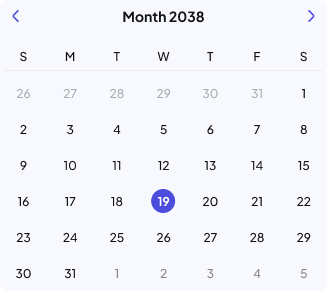 Month 2038
S M T W T F S
26 27 28 29 30 31 1
2 3 4 5 6 7 8
9 10 11 12 13 14 15
16 17 18 19 20 21 22
23 24 25 26 27 28 29
30 31 1 2 3 4 5